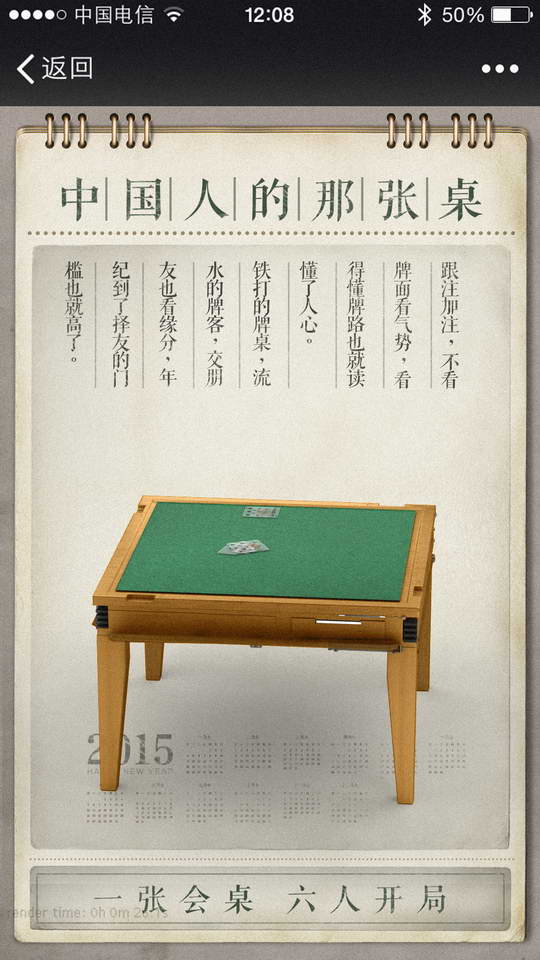 中国电信
12:08
50%
返回
中国人的那张桌
跟注加注，不看
牌面看气势，看
得懂牌路也就读
懂了人心。
铁打的牌桌，流
水的牌客，交朋
友也看缘分，年
纪到了择友的门
槛也就高了。
2015
HAPPY NEW YEAR
一张会桌 六人开局
render time: 0h 0m